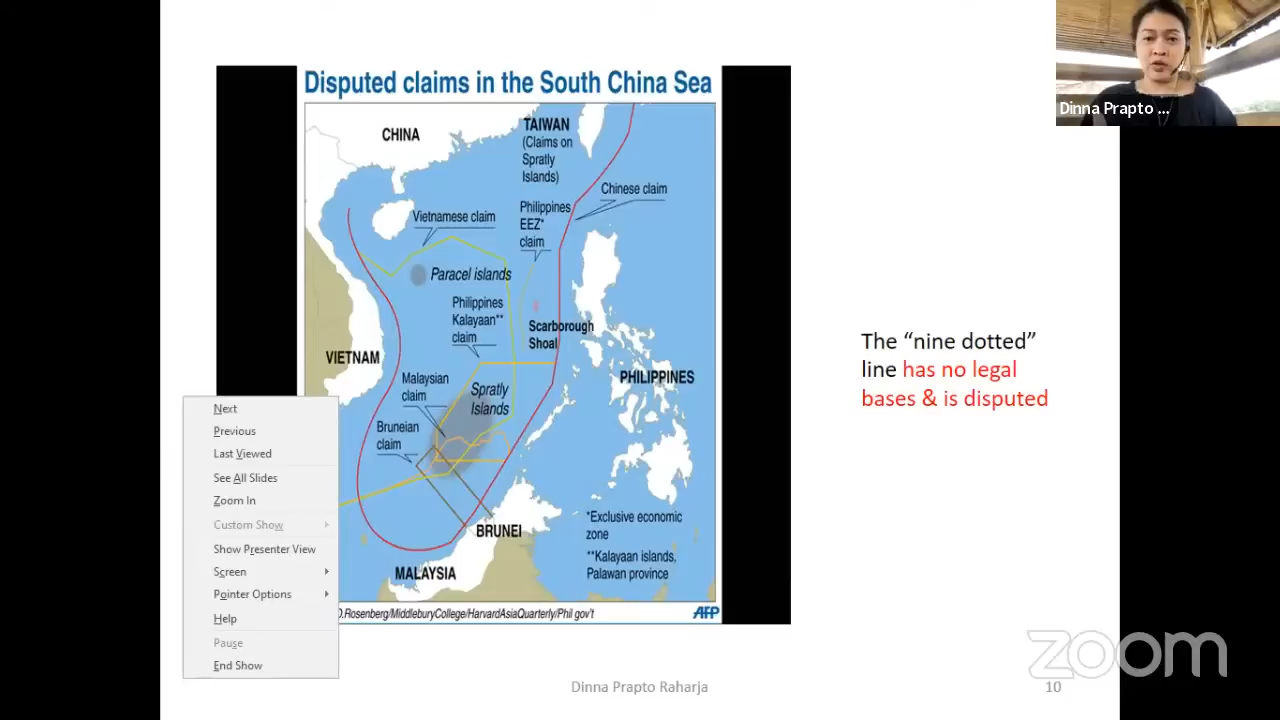 Dinna Prapto ...
Disputed claims in the South China Sea
CHINA
TAIWAN
(Claims on
Spratly
Islands)
Chinese claim
Vietnamese claim
Philippines
EEZ*
claim
Paracel islands
Philippines
Kalayaan**
claim
Scarborough
Shoal
VIETNAM
PHILIPPINES
Malaysian
claim
Spratly
Islands
Bruneian
claim
*Exclusive economic
zone
**Kalayaan islands,
Palawan province
BRUNEI
MALAYSIA
D.Rosenberg/MiddleburyCollege/HarvardAsiaQuarterly/Phil gov't
AFP
The “nine dotted”
line has no legal
bases & is disputed
Next
Previous
Last Viewed
See All Slides
Zoom In
Custom Show
Show Presenter View
Screen
Pointer Options
Help
Pause
End Show
Dinna Prapto Raharja
10
zoom